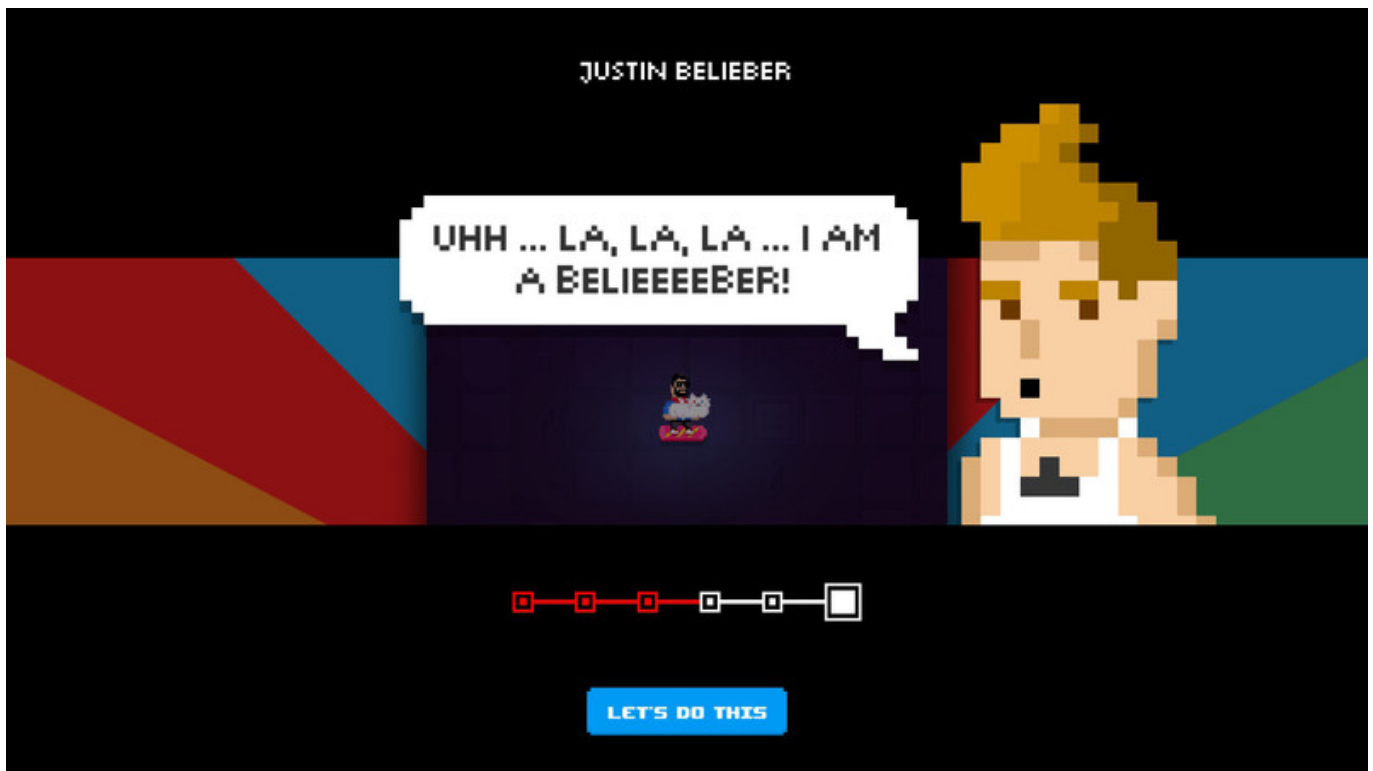 JUSTIN BELIEBER
UHH ... LA, LA, LA ... I AM
A BELIEEEEBER!
LET'S DO THIS